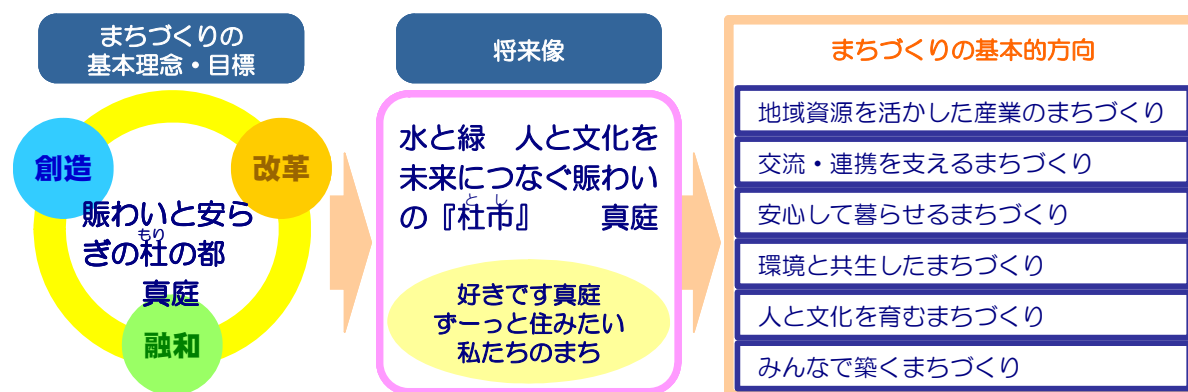 まちづくりの
基本理念・目標
創造
改革
賑わいと安ら
ぎの杜の都
もり
真庭
融和
将来像
水と緑　人と文化を
未来につなぐ賑わい
と　し
の『杜市』　　真庭
好きです真庭
ずーっと住みたい
私たちのまち
まちづくりの基本的方向
地域資源を活かした産業のまちづくり
交流・連携を支えるまちづくり
安心して暮らせるまちづくり
環境と共生したまちづくり
人と文化を育むまちづくり
みんなで築くまちづくり